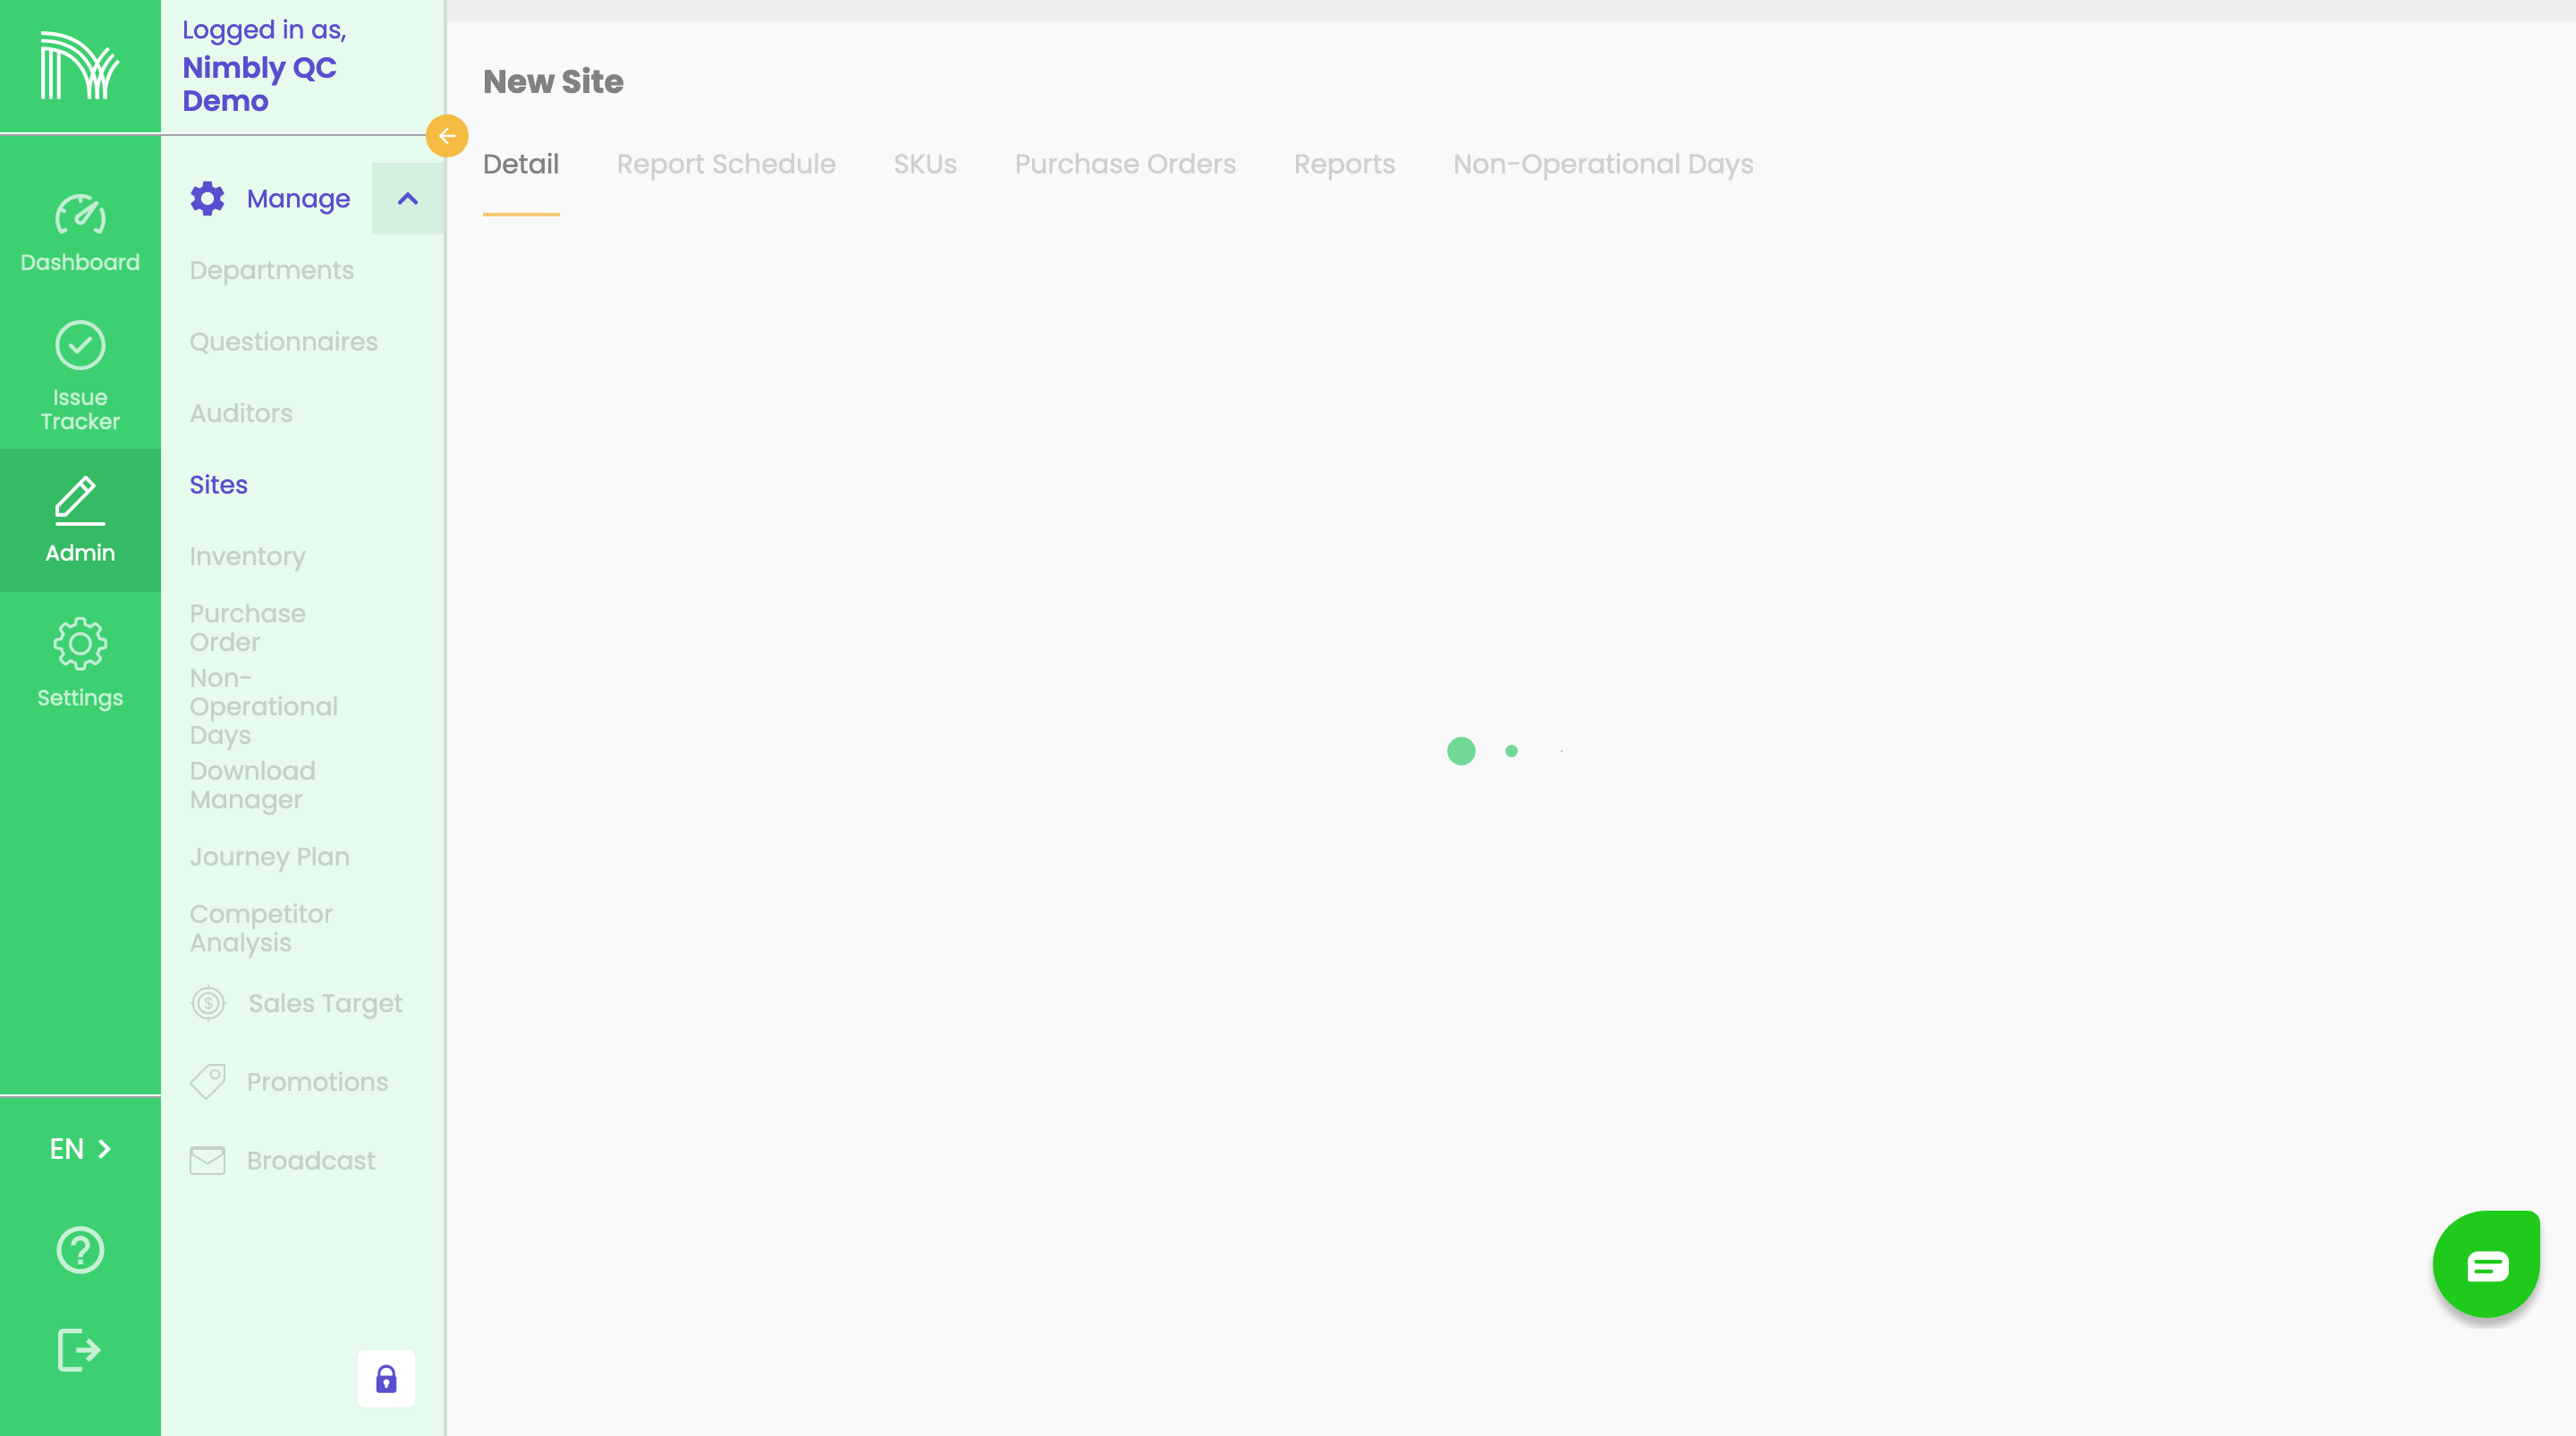 Logged in as,
Nimbly QC
Demo
Dashboard
Issue
Tracker
Admin
Settings
EN
Manage
Departments
Questionnaires
Auditors
Sites
Inventory
Purchase
Order
Non-
Operational
Days
Download
Manager
Journey Plan
Competitor
Analysis
Sales Target
Promotions
Broadcast
New Site
Detail
Report Schedule
SKUs
Purchase Orders
Reports
Non-Operational Days